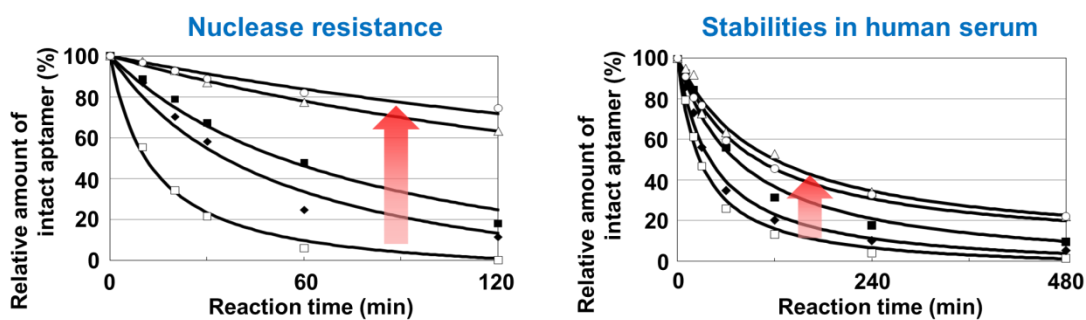 Nuclease resistance
Relative amount of
intact aptamer (%)
100
80
60
40
20
0
0
60
120
Reaction time (min)
Stabilities in human serum
Relative amount of
intact aptamer (%)
100
80
60
40
20
0
0
240
480
Reaction time (min)